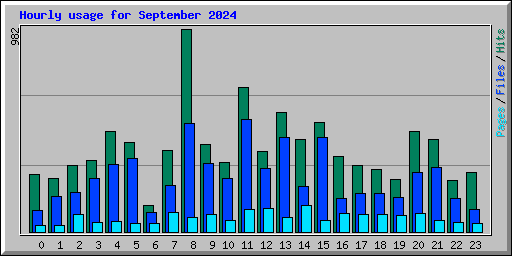 Hourly usage for September 2024
982
Pages / Files / Hits
0 1 2 3 4 5 6 7 8 9 10 11 12 13 14 15 16 17 18 19 20 21 22 23